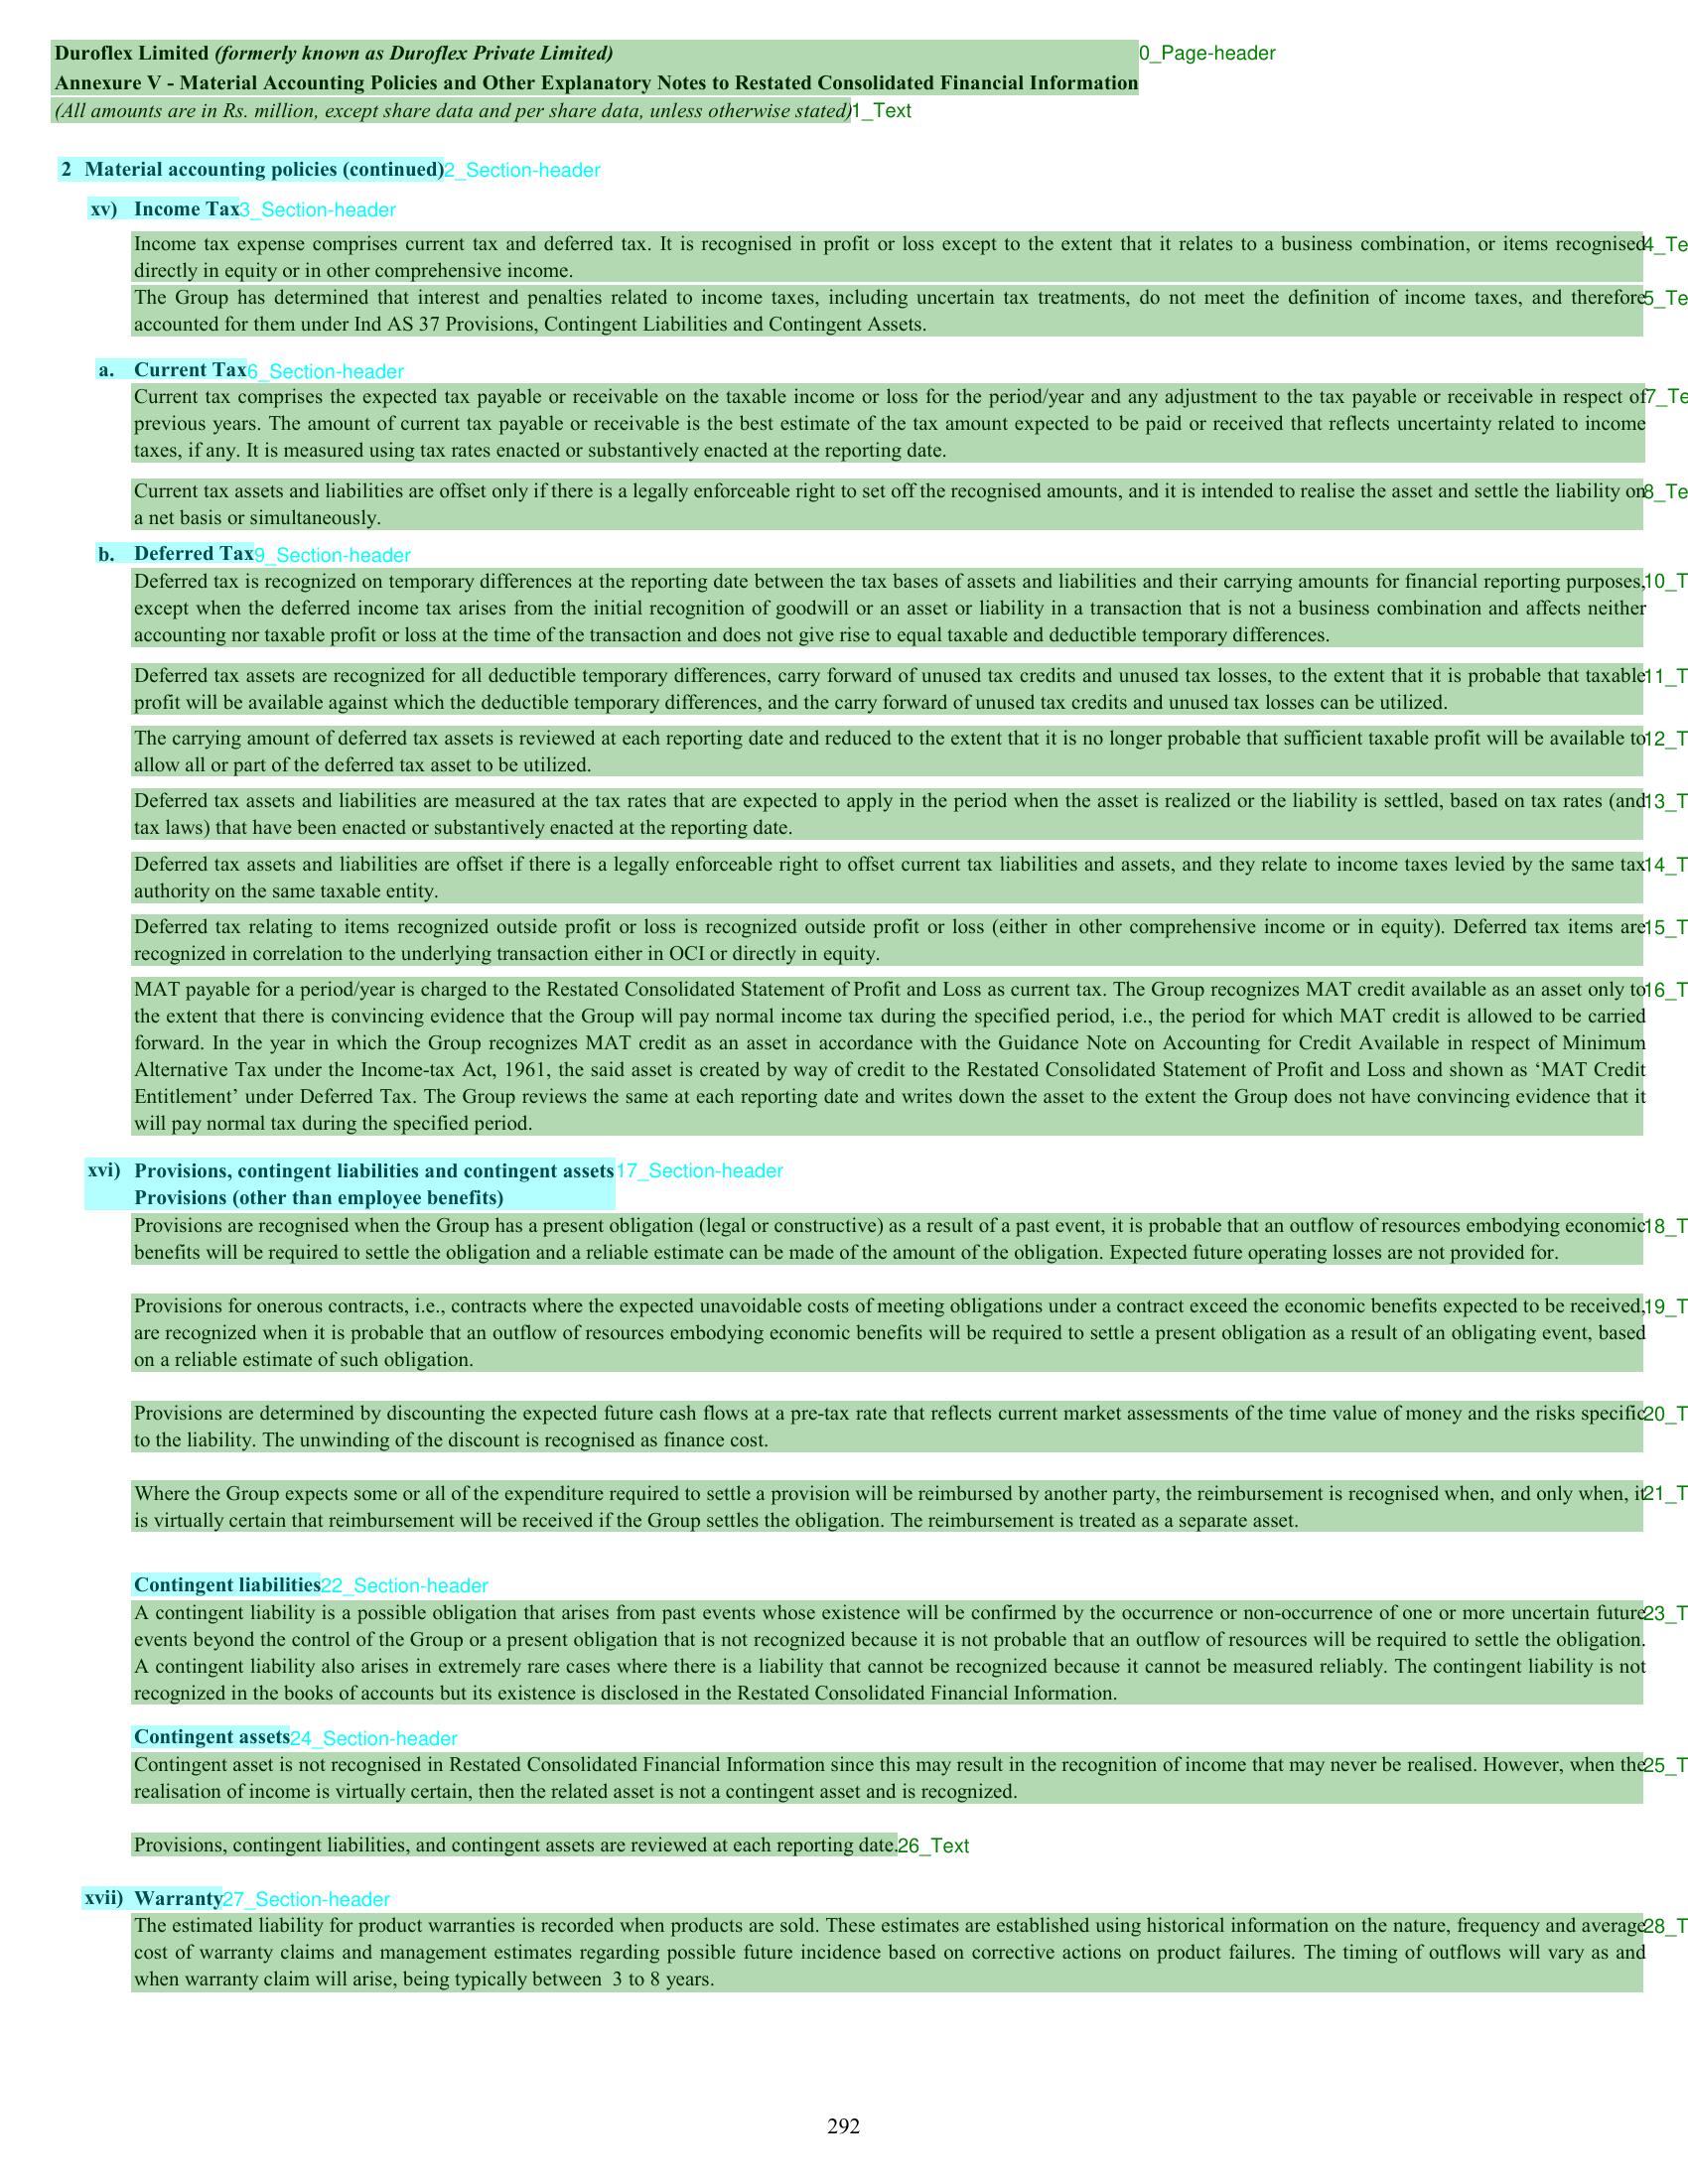 Duroflex Limited (formerly known as Duroflex Private Limited)0_Page-header
Annexure V - Material Accounting Policies and Other Explanatory Notes to Restated Consolidated Financial Information
(All amounts are in Rs. million, except share data and per share data, unless otherwise stated)1_Text
2 Material accounting policies (continued)2_Section-header
xv) Income Tax3_Section-header
Income tax expense comprises current tax and deferred tax. It is recognised in profit or loss except to the extent that it relates to a business combination, or items recognised4_Te
directly in equity or in other comprehensive income.
The Group has determined that interest and penalties related to income taxes, including uncertain tax treatments, do not meet the definition of income taxes, and therefore5_Te
accounted for them under Ind AS 37 Provisions, Contingent Liabilities and Contingent Assets.
a. Current Tax6_Section-header
Current tax comprises the expected tax payable or receivable on the taxable income or loss for the period/year and any adjustment to the tax payable or receivable in respect of7_Te
previous years. The amount of current tax payable or receivable is the best estimate of the tax amount expected to be paid or received that reflects uncertainty related to income
taxes, if any. It is measured using tax rates enacted or substantively enacted at the reporting date.
Current tax assets and liabilities are offset only if there is a legally enforceable right to set off the recognised amounts, and it is intended to realise the asset and settle the liability on8_Te
a net basis or simultaneously.
b. Deferred Tax9_Section-header
Deferred tax is recognized on temporary differences at the reporting date between the tax bases of assets and liabilities and their carrying amounts for financial reporting purposes,10_T
except when the deferred income tax arises from the initial recognition of goodwill or an asset or liability in a transaction that is not a business combination and affects neither
accounting nor taxable profit or loss at the time of the transaction and does not give rise to equal taxable and deductible temporary differences.
Deferred tax assets are recognized for all deductible temporary differences, carry forward of unused tax credits and unused tax losses, to the extent that it is probable that taxable11_T
profit will be available against which the deductible temporary differences, and the carry forward of unused tax credits and unused tax losses can be utilized.
The carrying amount of deferred tax assets is reviewed at each reporting date and reduced to the extent that it is no longer probable that sufficient taxable profit will be available to12_T
allow all or part of the deferred tax asset to be utilized.
Deferred tax assets and liabilities are measured at the tax rates that are expected to apply in the period when the asset is realized or the liability is settled, based on tax rates (and13_T
tax laws) that have been enacted or substantively enacted at the reporting date.
Deferred tax assets and liabilities are offset if there is a legally enforceable right to offset current tax liabilities and assets, and they relate to income taxes levied by the same tax14_T
authority on the same taxable entity.
Deferred tax relating to items recognized outside profit or loss is recognized outside profit or loss (either in other comprehensive income or in equity). Deferred tax items are15_T
recognized in correlation to the underlying transaction either in OCI or directly in equity.
MAT payable for a period/year is charged to the Restated Consolidated Statement of Profit and Loss as current tax. The Group recognizes MAT credit available as an asset only to16_T
the extent that there is convincing evidence that the Group will pay normal income tax during the specified period, i.e., the period for which MAT credit is allowed to be carried
forward. In the year in which the Group recognizes MAT credit as an asset in accordance with the Guidance Note on Accounting for Credit Available in respect of Minimum
Alternative Tax under the Income-tax Act, 1961, the said asset is created by way of credit to the Restated Consolidated Statement of Profit and Loss and shown as ‘MAT Credit
Entitlement’ under Deferred Tax. The Group reviews the same at each reporting date and writes down the asset to the extent the Group does not have convincing evidence that it
will pay normal tax during the specified period.
xvi) Provisions, contingent liabilities and contingent assets17_Section-header
Provisions (other than employee benefits)
Provisions are recognised when the Group has a present obligation (legal or constructive) as a result of a past event, it is probable that an outflow of resources embodying economic18_T
benefits will be required to settle the obligation and a reliable estimate can be made of the amount of the obligation. Expected future operating losses are not provided for.
Provisions for onerous contracts, i.e., contracts where the expected unavoidable costs of meeting obligations under a contract exceed the economic benefits expected to be received,19_T
are recognized when it is probable that an outflow of resources embodying economic benefits will be required to settle a present obligation as a result of an obligating event, based
on a reliable estimate of such obligation.
Provisions are determined by discounting the expected future cash flows at a pre-tax rate that reflects current market assessments of the time value of money and the risks specific20_T
to the liability. The unwinding of the discount is recognised as finance cost.
Where the Group expects some or all of the expenditure required to settle a provision will be reimbursed by another party, the reimbursement is recognised when, and only when, it21_T
is virtually certain that reimbursement will be received if the Group settles the obligation. The reimbursement is treated as a separate asset.
Contingent liabilities22_Section-header
A contingent liability is a possible obligation that arises from past events whose existence will be confirmed by the occurrence or non-occurrence of one or more uncertain future23_T
events beyond the control of the Group or a present obligation that is not recognized because it is not probable that an outflow of resources will be required to settle the obligation.
A contingent liability also arises in extremely rare cases where there is a liability that cannot be recognized because it cannot be measured reliably. The contingent liability is not
recognized in the books of accounts but its existence is disclosed in the Restated Consolidated Financial Information.
Contingent assets24_Section-header
Contingent asset is not recognised in Restated Consolidated Financial Information since this may result in the recognition of income that may never be realised. However, when the25_T
realisation of income is virtually certain, then the related asset is not a contingent asset and is recognized.
Provisions, contingent liabilities, and contingent assets are reviewed at each reporting date.26_Text
xvii) Warranty27_Section-header
The estimated liability for product warranties is recorded when products are sold. These estimates are established using historical information on the nature, frequency and average28_T
cost of warranty claims and management estimates regarding possible future incidence based on corrective actions on product failures. The timing of outflows will vary as and
when warranty claim will arise, being typically between 3 to 8 years.
292